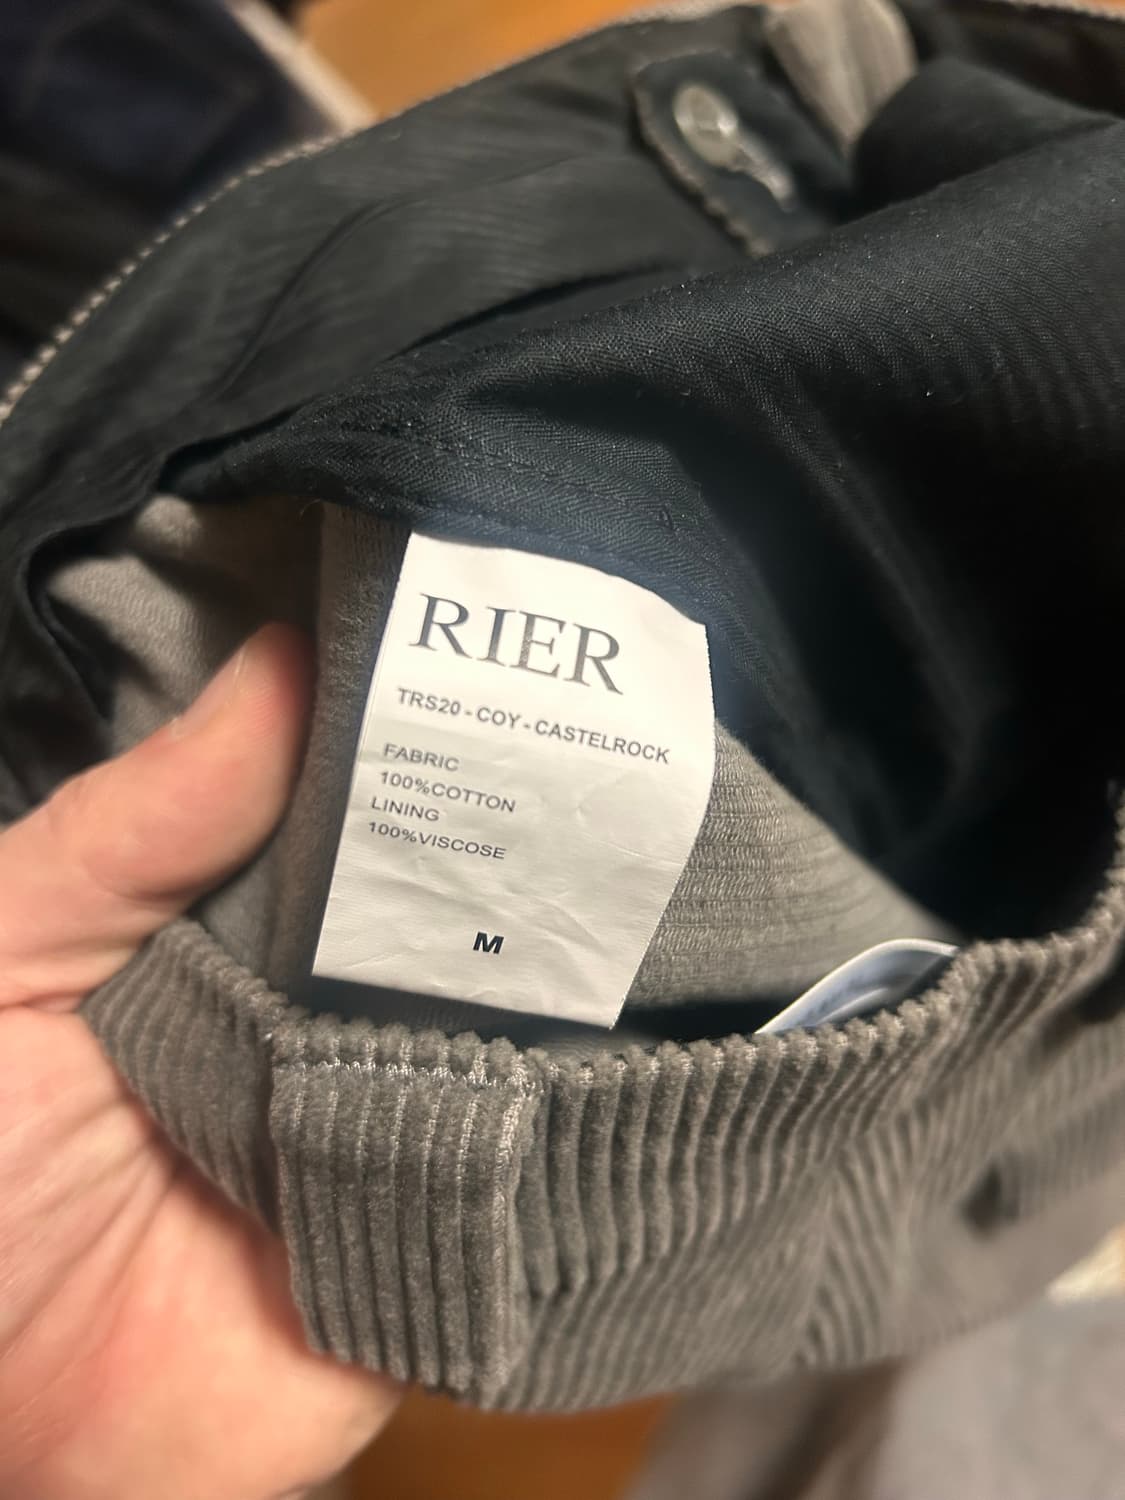 RIER
TRS20 - COY - CASTELROCK
FABRIC
100%COTTON
LINING
100%VISCOSE
M